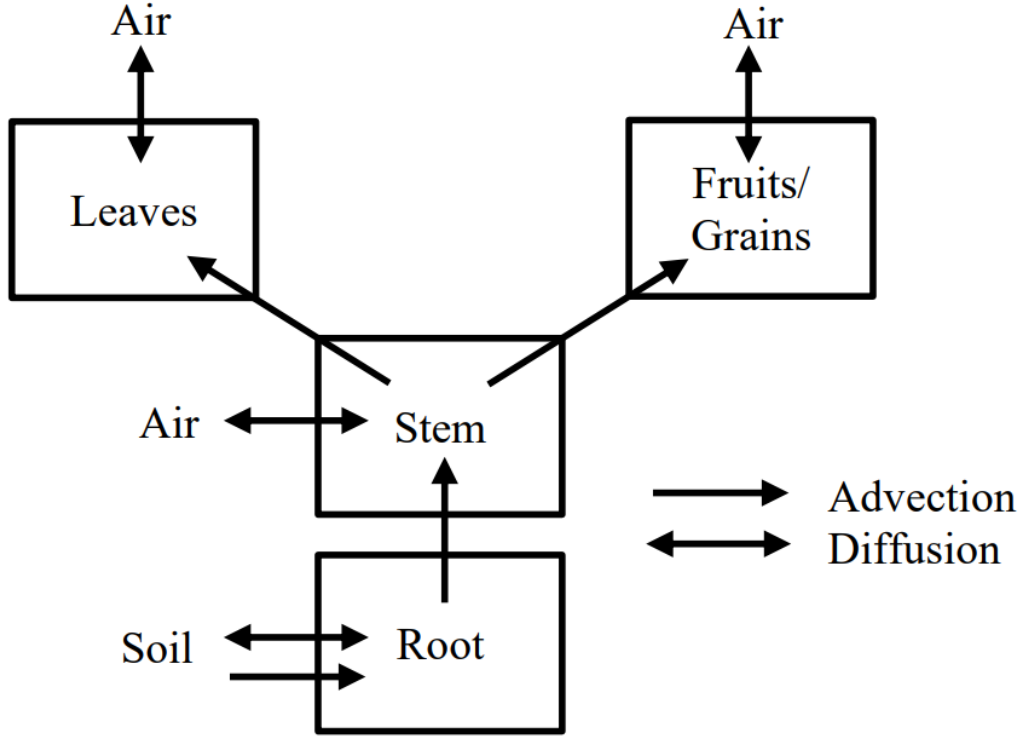 Air
Air
Leaves
Fruits/
Grains
Air
Stem
Advection
Diffusion
Soil
Root